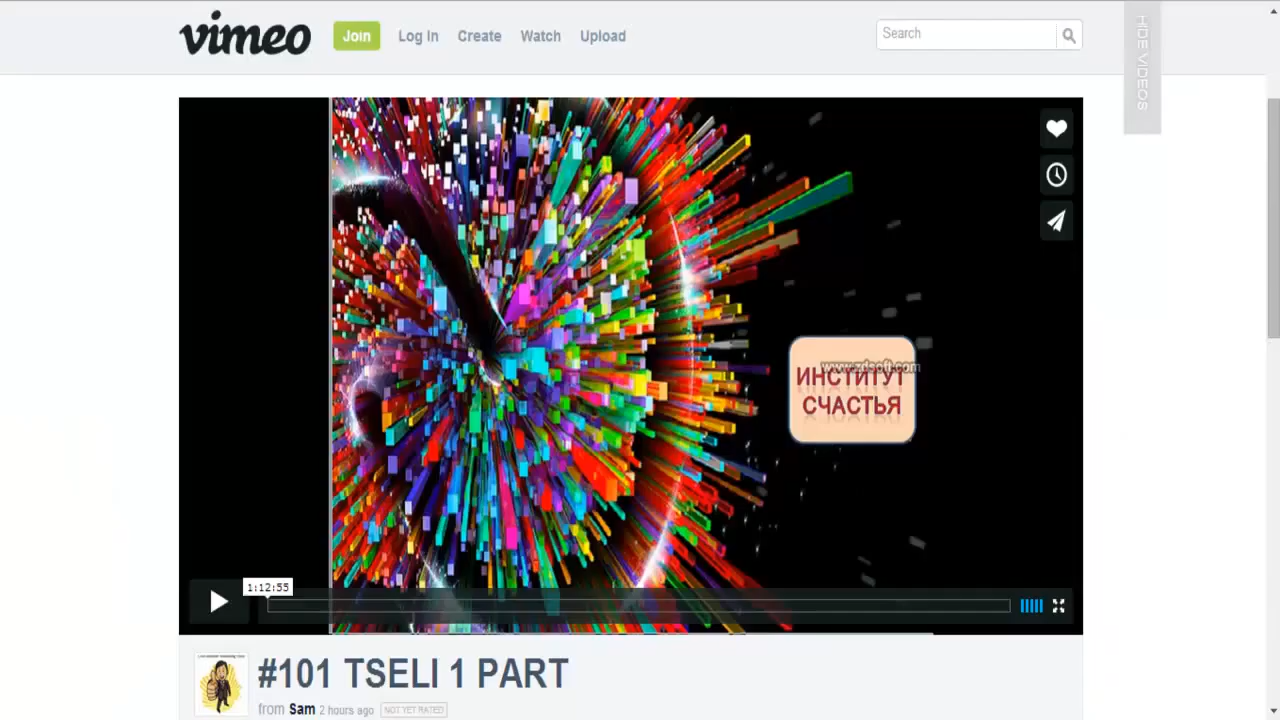 vimeo
Join Log In Create Watch Upload
Search
HIDE VIDEOS
www.zdsoft.com
ИНСТИТУТ
СЧАСТЬЯ
1:12:55
#101 TSELI 1 PART
from Sam 2 hours ago NOT YET RATED